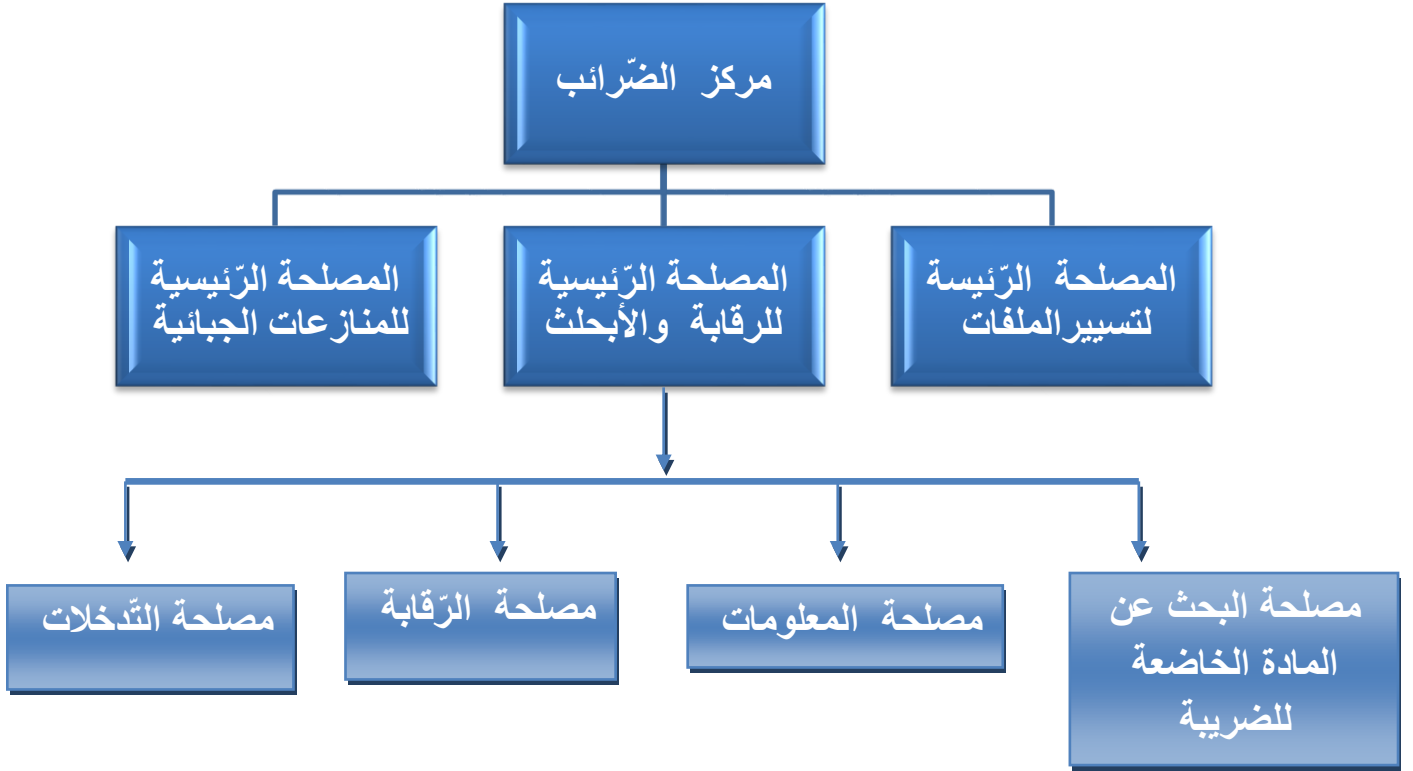 مركز الضّرائب
المصلحة الرّئيسة
لتسييرالملفات
المصلحة الرّئيسية
للرقابة والأبحلث
المصلحة الرّئيسية
للمنازعات الجبائية
مصلحة البحث عن
المادة الخاضعة
للضريبة
مصلحة المعلومات
مصلحة الرّقابة
مصلحة التّدخلات